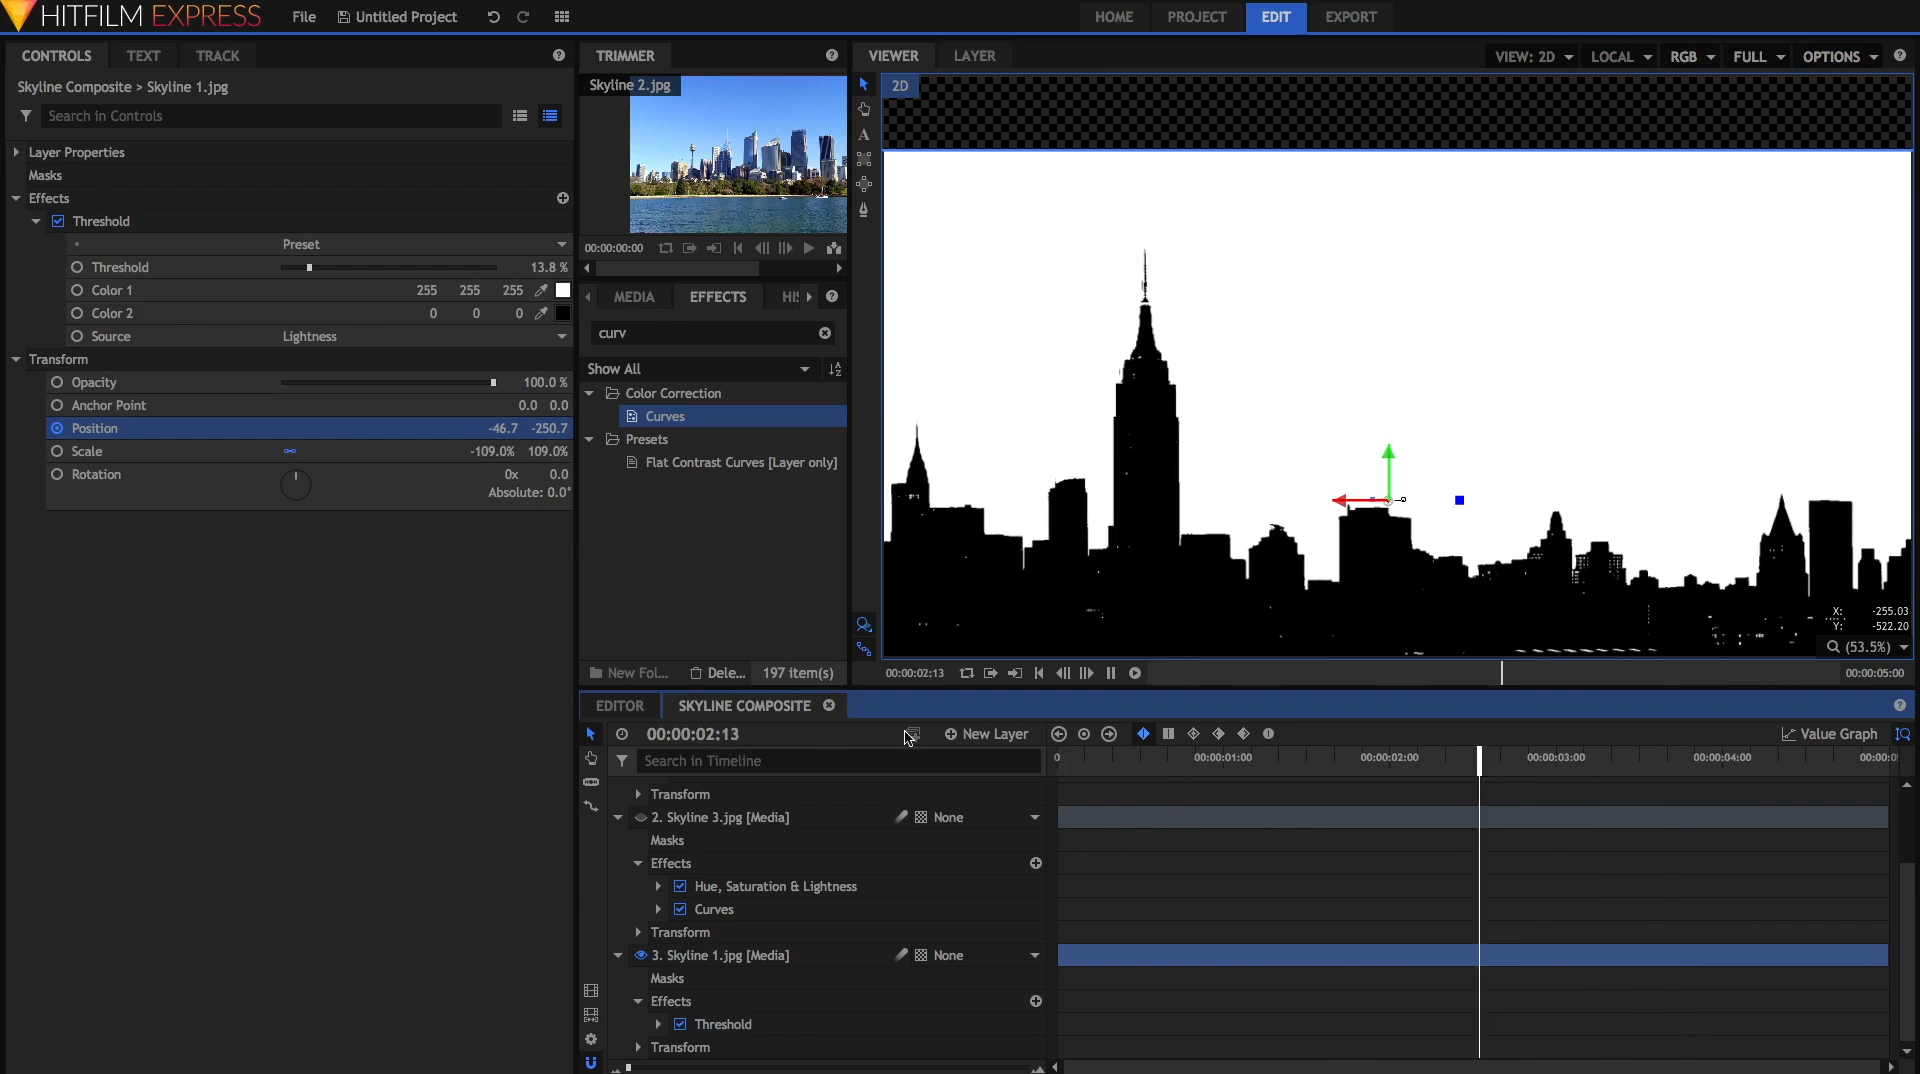 HITFILM EXPRESS
File
Untitled Project
HOME
PROJECT
EDIT
EXPORT
CONTROLS
TEXT
TRACK
Skyline Composite > Skyline 1.jpg
Search in Controls
Layer Properties
Masks
Effects
Threshold
Preset
Threshold 13.8 %
Color 1 255 255 255
Color 2 0 0 0
Source Lightness
Transform
Opacity 100.0 %
Anchor Point 0.0 0.0
Position -46.7 -250.7
Scale -109.0% 109.0%
Rotation 0x 0.0
Absolute: 0.0°
TRIMMER
Skyline 2.jpg
00:00:00:00
MEDIA
EFFECTS
HIS
curv
Show All
Color Correction
Curves
Presets
Flat Contrast Curves [Layer only]
New Fol...
Dele...
197 item(s)
VIEWER
LAYER
VIEW: 2D
LOCAL
RGB
FULL
OPTIONS
2D
A
X: -255.03
Y: -522.20
(53.5%)
00:00:02:13
00:00:05:00
EDITOR
SKYLINE COMPOSITE
00:00:02:13
New Layer
Value Graph
Search in Timeline
0
00:00:01:00
00:00:02:00
00:00:03:00
00:00:04:00
Transform
2. Skyline 3.jpg [Media] None
Masks
Effects
Hue, Saturation & Lightness
Curves
Transform
3. Skyline 1.jpg [Media] None
Masks
Effects
Threshold
Transform